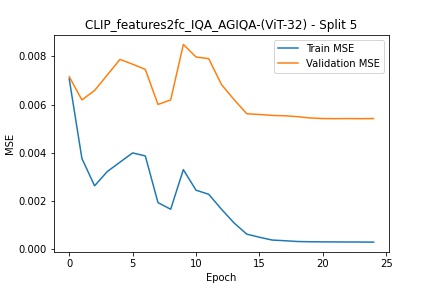 CLIP_features2fc_IQA_AGIQA-(ViT-32) - Split 5
Train MSE
Validation MSE
0.008
0.006
0.004
0.002
0.000
MSE
0 5 10 15 20 25
Epoch